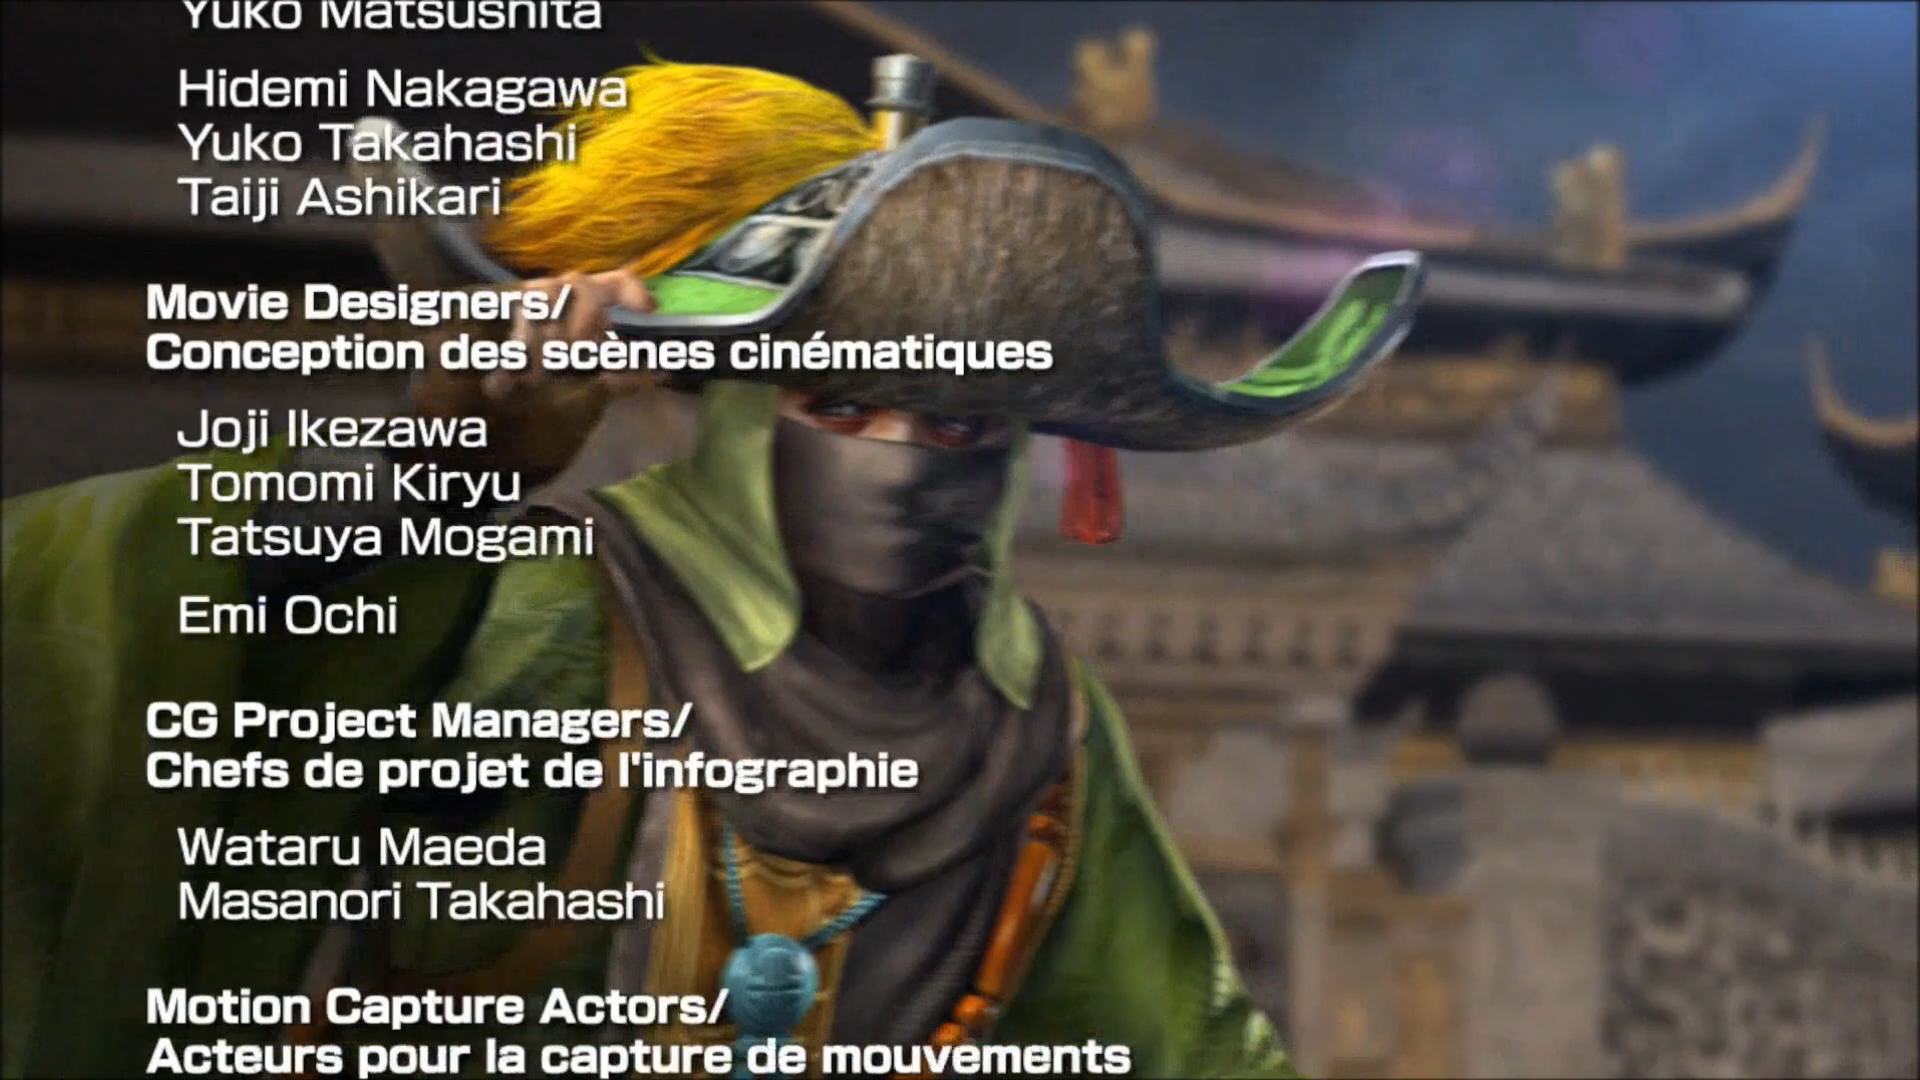 Yuko Matsushita
Hidemi Nakagawa
Yuko Takahashi
Taiji Ashikari
Movie Designers/
Conception des scènes cinématiques
Joji Ikezawa
Tomomi Kiryu
Tatsuya Mogami
Emi Ochi
CG Project Managers/
Chefs de projet de l'infographie
Wataru Maeda
Masanori Takahashi
Motion Capture Actors/
Acteurs pour la capture de mouvements